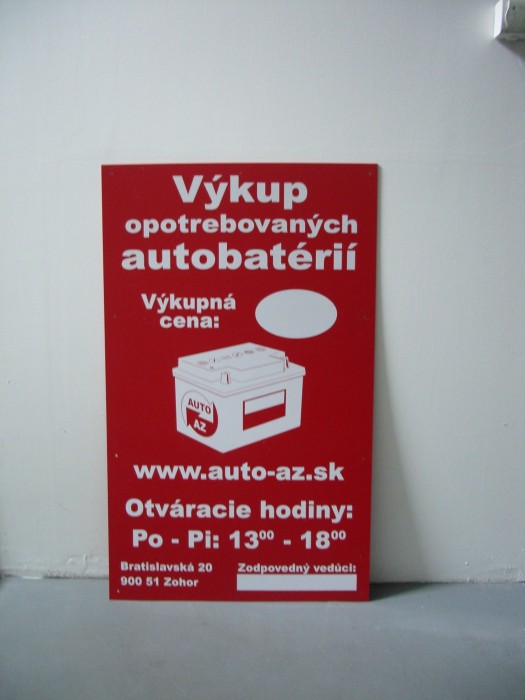 Výkup
opotrebovaných
autobatérií
Výkupná
cena:
AUTO
AZ
www.auto-az.sk
Otváracie hodiny:
Po - Pi: 13⁰⁰ - 18⁰⁰
Bratislavská 20
900 51 Zohor
Zodpovedný vedúci: